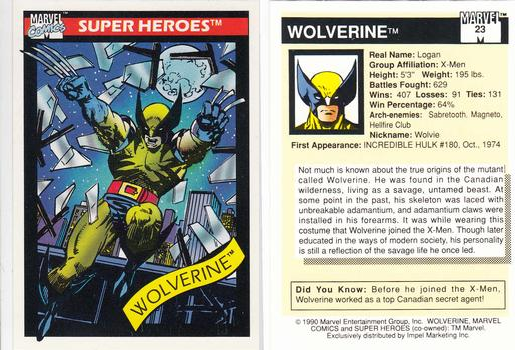 MARVEL
COMICS
SUPER HEROES™
WOLVERINE™
WOLVERINE™
MARVEL™
23
Real Name: Logan
Group Affiliation: X-Men
Height: 5'3" Weight: 195 lbs.
Battles Fought: 629
Wins: 407 Losses: 91 Ties: 131
Win Percentage: 64%
Arch-enemies: Sabretooth, Magneto,
Hellfire Club
Nickname: Wolvie
First Appearance: INCREDIBLE HULK #180, Oct., 1974
Not much is known about the true origins of the mutant
called Wolverine. He was found in the Canadian
wilderness, living as a savage, untamed beast. At
some point in the past, his skeleton was laced with
unbreakable adamantium, and adamantium claws were
installed in his forearms. It was while wearing this
costume that Wolverine joined the X-Men. Though later
educated in the ways of modern society, his personality
is still a reflection of the savage life he once led.
Did You Know: Before he joined the X-Men,
Wolverine worked as a top Canadian secret agent!
© 1990 Marvel Entertainment Group, Inc. WOLVERINE, MARVEL
COMICS and SUPER HEROES (co-owned): TM Marvel.
Exclusively distributed by Impel Marketing Inc.